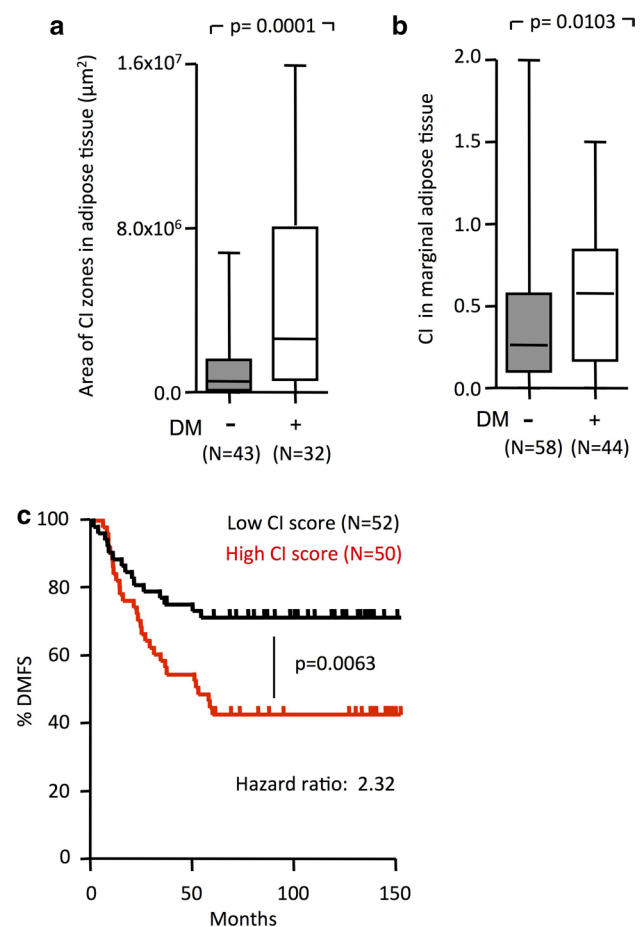 a
p= 0.0001
Area of CI zones in adipose tissue (µm²)
1.6x10⁷
8.0x10⁶
0.0
DM - +
(N=43) (N=32)
b
p= 0.0103
CI in marginal adipose tissue
2.0
1.5
1.0
0.5
0.0
DM - +
(N=58) (N=44)
c
% DMFS
100
80
60
40
20
0
Low CI score (N=52)
High CI score (N=50)
p=0.0063
Hazard ratio: 2.32
0 50 100 150
Months